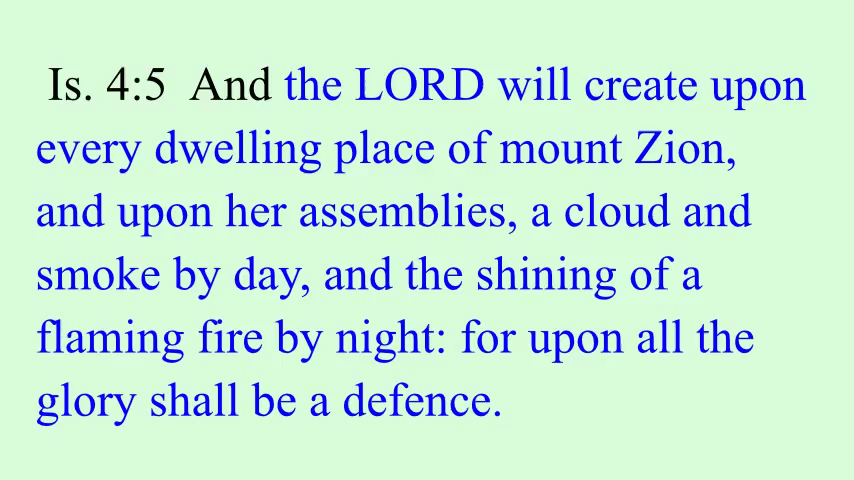 Is. 4:5  And the LORD will create upon
every dwelling place of mount Zion,
and upon her assemblies, a cloud and
smoke by day, and the shining of a
flaming fire by night: for upon all the
glory shall be a defence.